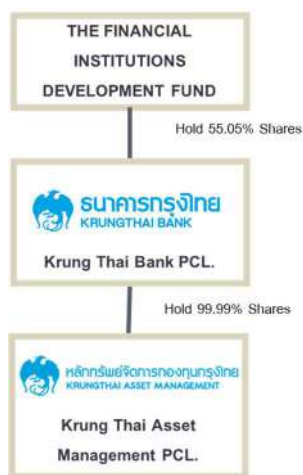 THE FINANCIAL
INSTITUTIONS
DEVELOPMENT FUND
Hold 55.05% Shares
ธนาคารกรุงไทย
KRUNGTHAI BANK
Krung Thai Bank PCL.
Hold 99.99% Shares
หลักทรัพย์จัดการกองทุนกรุงไทย
KRUNGTHAI ASSET MANAGEMENT
Krung Thai Asset
Management PCL.